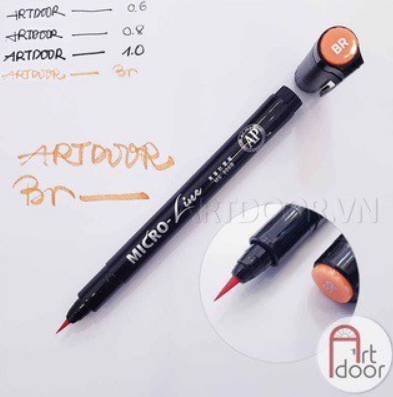 ARTDOOR — 0.6
ARTDOOR — 0.8
ARTDOOR — 1.0
ARTDOOR — Br
BR
ARTDOOR
Br —
AP
MICRO-Line
ARTDOOR.VN
Art
door